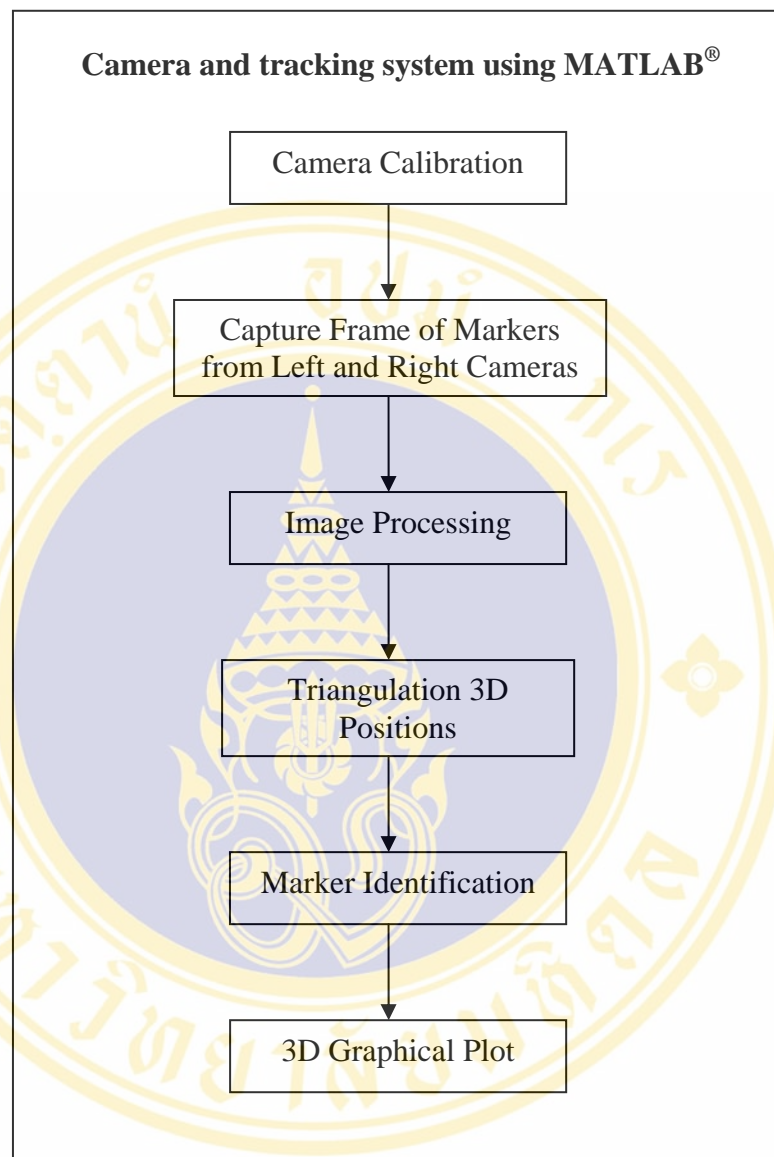 Camera and tracking system using MATLAB®
Camera Calibration
Capture Frame of Markers
from Left and Right Cameras
Image Processing
Triangulation 3D
Positions
Marker Identification
3D Graphical Plot